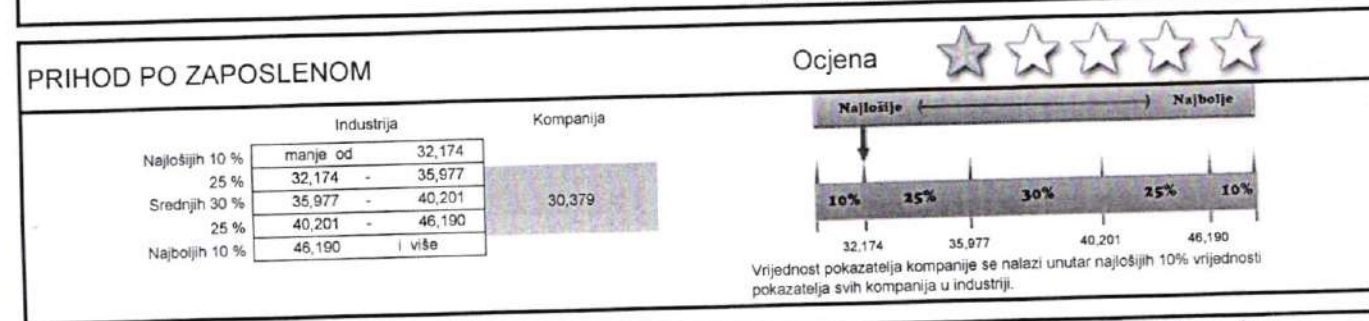 PRIHOD PO ZAPOSLENOM
Ocjena
Industrija Kompanija
Najlošijih 10 % manje od 32,174
25 % 32,174 - 35,977
Srednjih 30 % 35,977 - 40,201 30,379
25 % 40,201 - 46,190
Najboljih 10 % 46,190 i više
Najlošije Najbolje
10% 25% 30% 25% 10%
32,174 35,977 40,201 46,190
Vrijednost pokazatelja kompanije se nalazi unutar najlošijih 10% vrijednosti
pokazatelja svih kompanija u industriji.